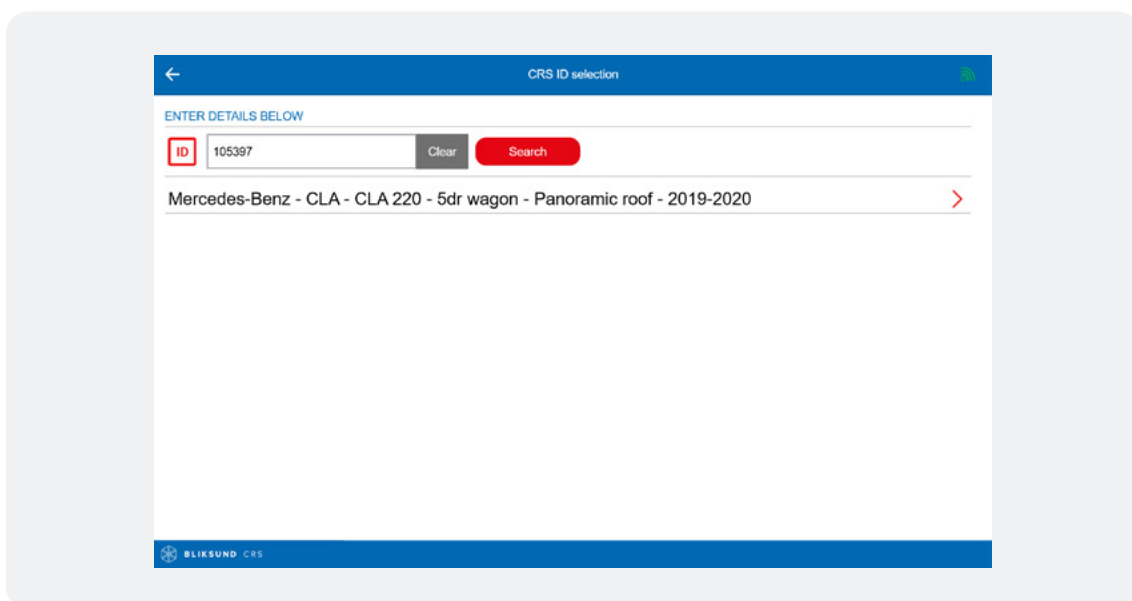 CRS ID selection
ENTER DETAILS BELOW
ID 105397 Clear Search
Mercedes-Benz - CLA - CLA 220 - 5dr wagon - Panoramic roof - 2019-2020
BLIKSUND CRS